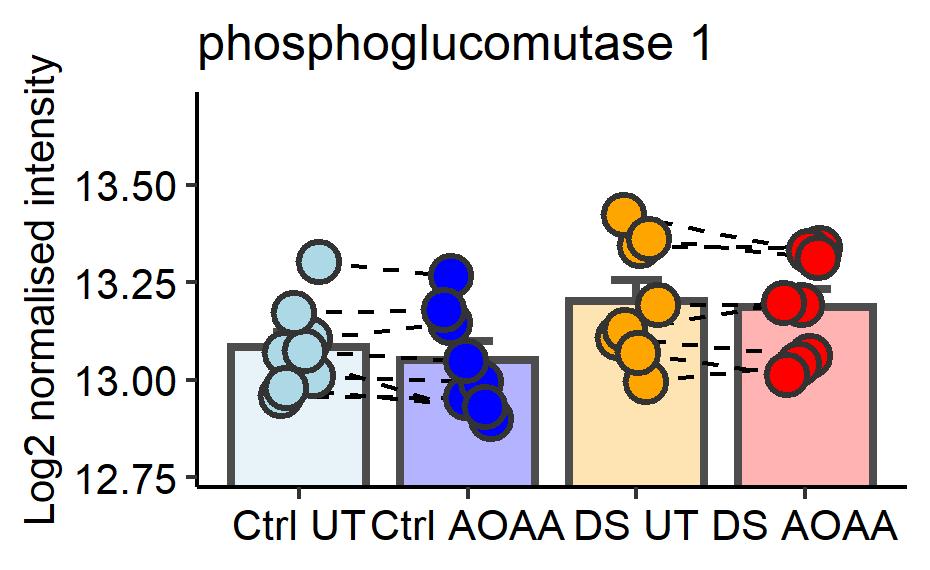 phosphoglucomutase 1
Log2 normalised intensity
13.50
13.25
13.00
12.75
Ctrl UT Ctrl AOAA DS UT DS AOAA